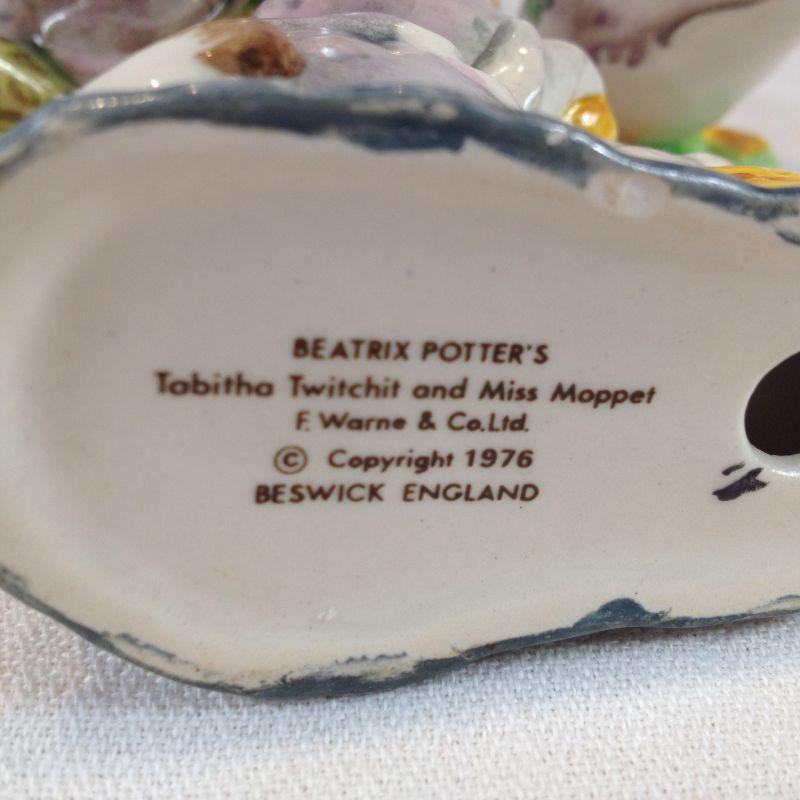 BEATRIX POTTER'S
Tabitha Twitchit and Miss Moppet
F. Warne & Co.Ltd.
© Copyright 1976
BESWICK ENGLAND